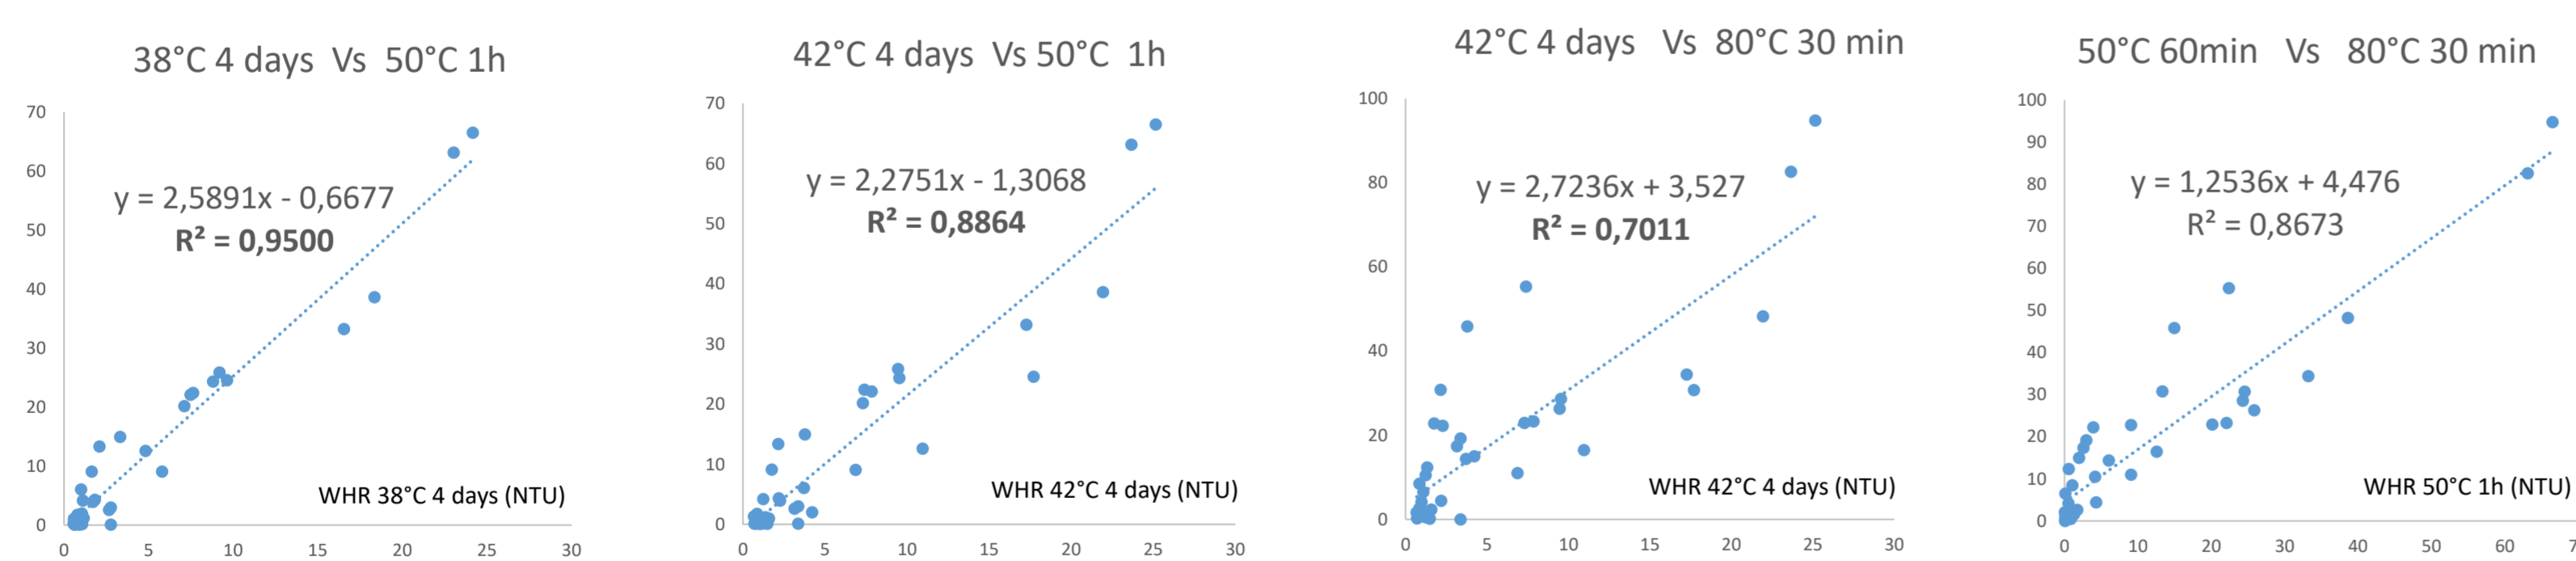 38°C 4 days Vs 50°C 1h
70
60
50
40
30
20
10
0
y = 2,5891x - 0,6677
R² = 0,9500
WHR 38°C 4 days (NTU)
0 5 10 15 20 25 30
42°C 4 days Vs 50°C 1h
70
60
50
40
30
20
10
0
y = 2,2751x - 1,3068
R² = 0,8864
WHR 42°C 4 days (NTU)
0 5 10 15 20 25 30
42°C 4 days Vs 80°C 30 min
100
80
60
40
20
0
y = 2,7236x + 3,527
R² = 0,7011
WHR 42°C 4 days (NTU)
0 5 10 15 20 25 30
50°C 60min Vs 80°C 30 min
100
90
80
70
60
50
40
30
20
10
0
y = 1,2536x + 4,476
R² = 0,8673
WHR 50°C 1h (NTU)
0 10 20 30 40 50 60